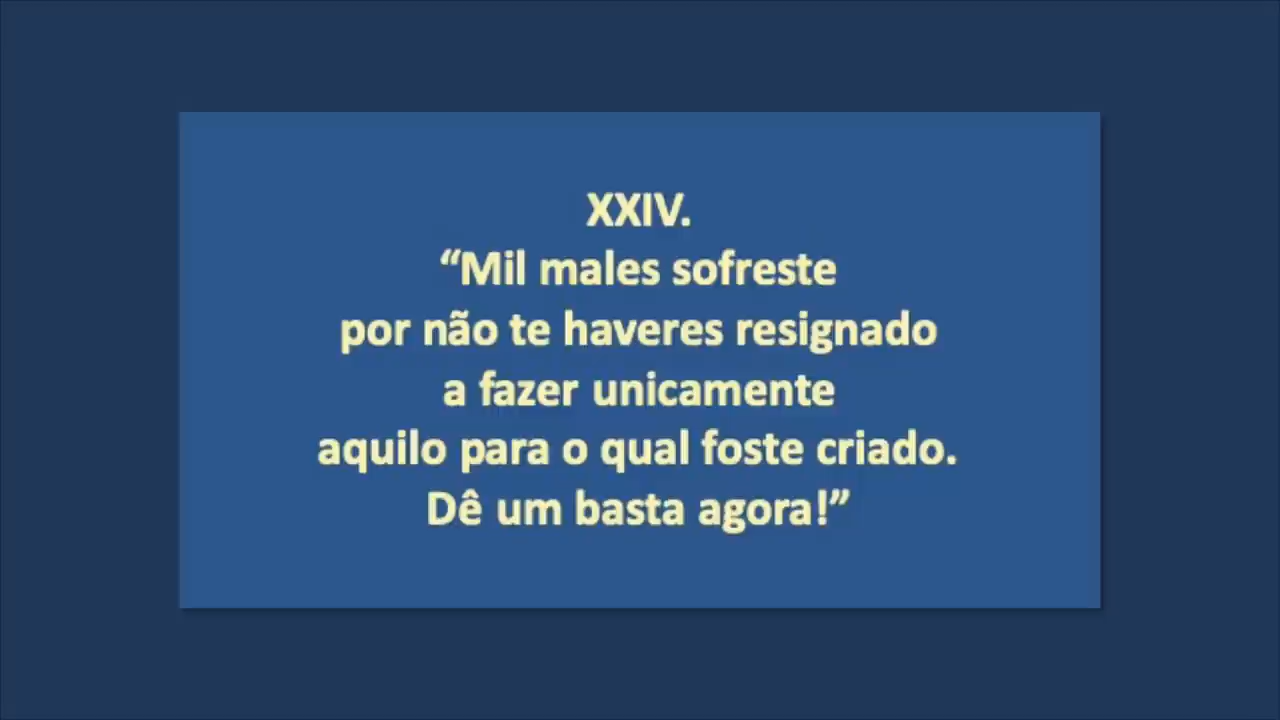 XXIV.
“Mil males sofreste
por não te haveres resignado
a fazer unicamente
aquilo para o qual foste criado.
Dê um basta agora!”